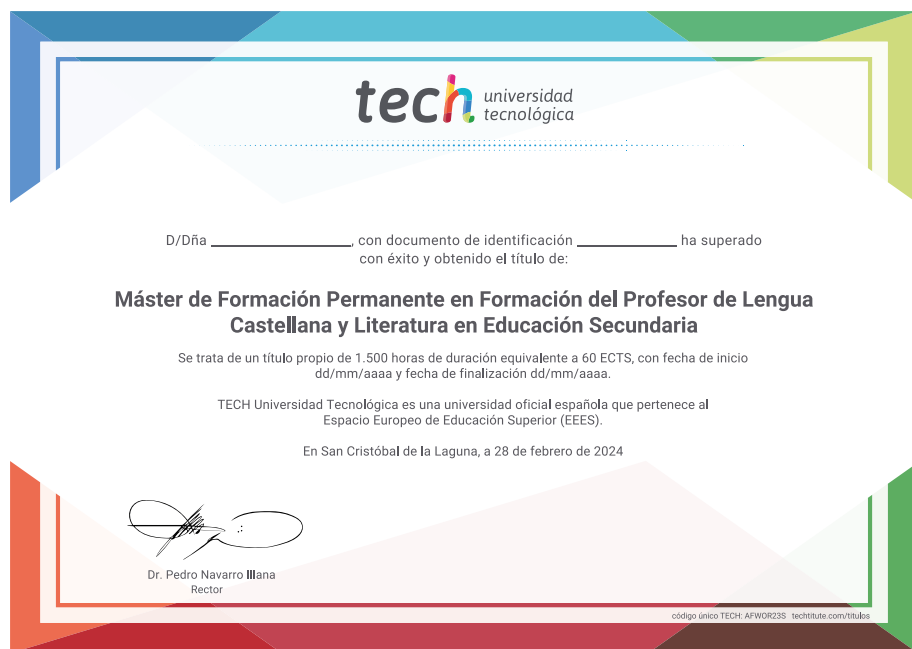 tech universidad
tecnológica
D/Dña ________________, con documento de identificación ____________ ha superado
con éxito y obtenido el título de:
Máster de Formación Permanente en Formación del Profesor de Lengua
Castellana y Literatura en Educación Secundaria
Se trata de un título propio de 1.500 horas de duración equivalente a 60 ECTS, con fecha de inicio
dd/mm/aaaa y fecha de finalización dd/mm/aaaa.
TECH Universidad Tecnológica es una universidad oficial española que pertenece al
Espacio Europeo de Educación Superior (EEES).
En San Cristóbal de la Laguna, a 28 de febrero de 2024
Dr. Pedro Navarro Illana
Rector
código único TECH: AFWOR23S techtitute.com/titulos